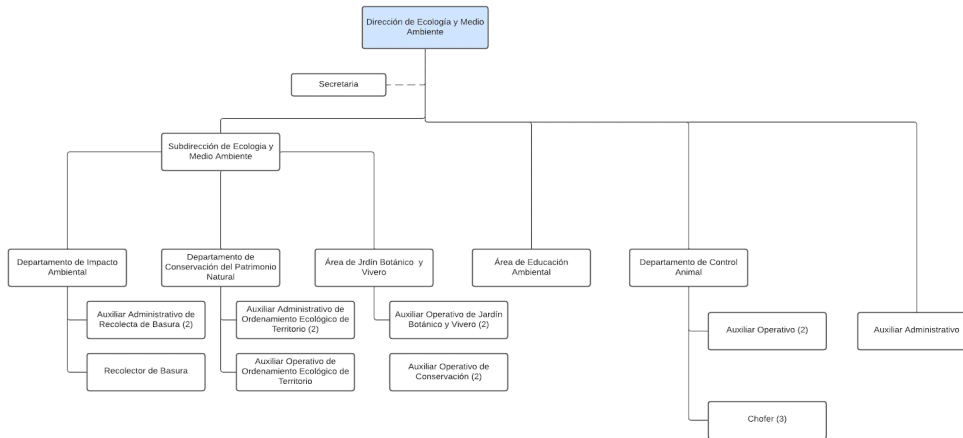 Dirección de Ecología y Medio
Ambiente
Secretaria
Subdirección de Ecologia y
Medio Ambiente
Departamento de Impacto
Ambiental
Departamento de
Conservación del Patrimonio
Natural
Área de Jrdín Botánico y
Vivero
Área de Educación
Ambiental
Departamento de Control
Animal
Auxiliar Administrativo de
Recolecta de Basura (2)
Auxiliar Administrativo de
Ordenamiento Ecológico de
Territorio (2)
Auxiliar Operativo de Jardín
Botánico y Vivero (2)
Auxiliar Operativo (2)
Auxiliar Administrativo
Recolector de Basura
Auxiliar Operativo de
Ordenamiento Ecológico de
Territorio
Auxiliar Operativo de
Conservación (2)
Chofer (3)